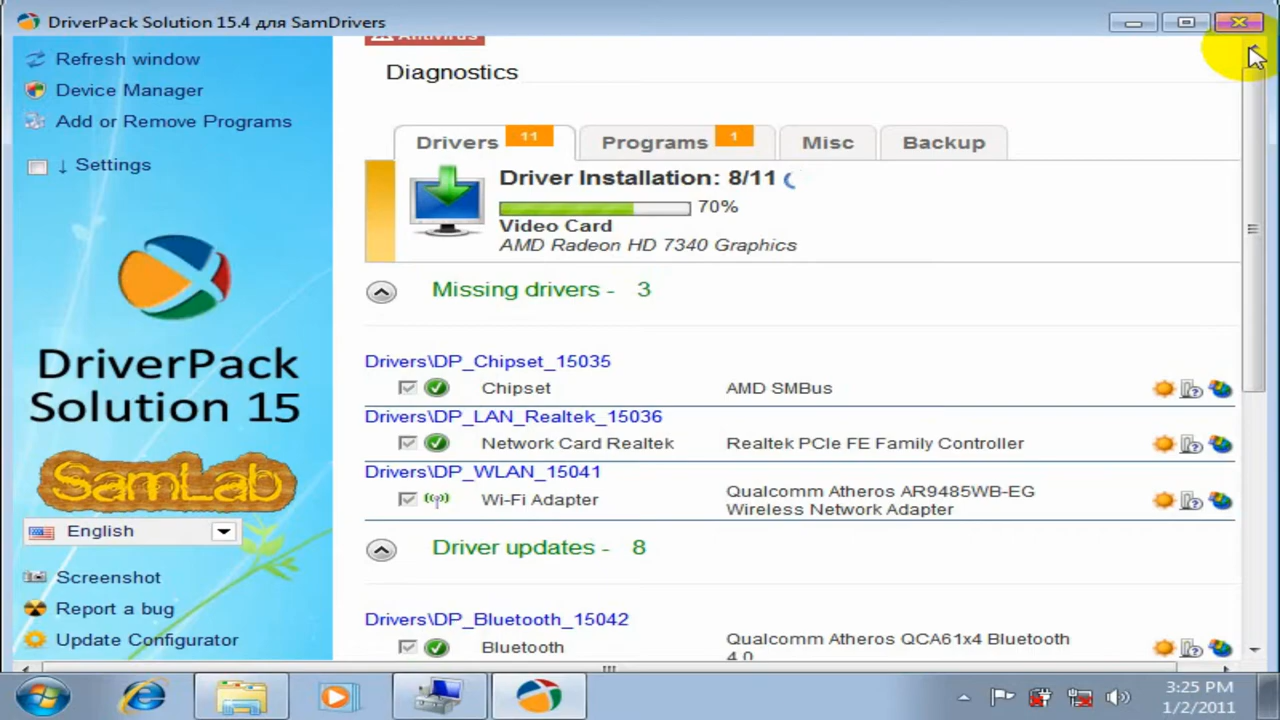 DriverPack Solution 15.4 для SamDrivers
Antivirus
Refresh window
Device Manager
Add or Remove Programs
↓ Settings
DriverPack
Solution 15
SamLab
English
Screenshot
Report a bug
Update Configurator
Diagnostics
Drivers 11 Programs 1 Misc Backup
Driver Installation: 8/11
70%
Video Card
AMD Radeon HD 7340 Graphics
Missing drivers - 3
Drivers\DP_Chipset_15035
Chipset AMD SMBus
Drivers\DP_LAN_Realtek_15036
Network Card Realtek Realtek PCIe FE Family Controller
Drivers\DP_WLAN_15041
Wi-Fi Adapter Qualcomm Atheros AR9485WB-EG
Wireless Network Adapter
Driver updates - 8
Drivers\DP_Bluetooth_15042
Bluetooth Qualcomm Atheros QCA61x4 Bluetooth
4.0
3:25 PM
1/2/2011